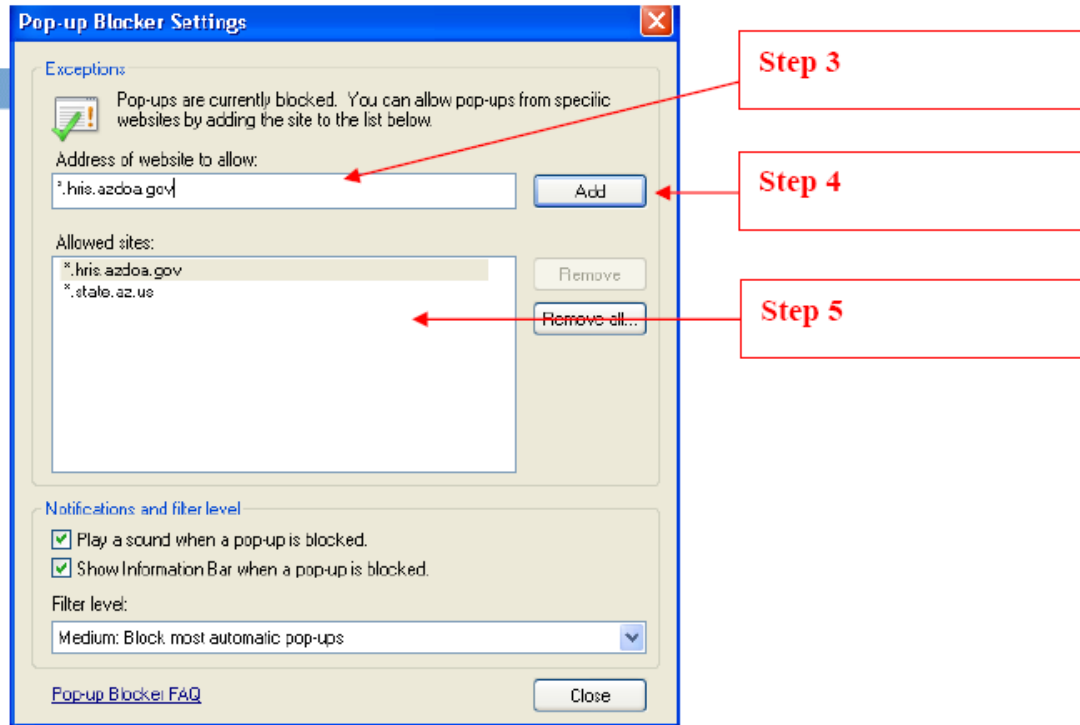 Pop-up Blocker Settings
Step 3
Exceptions
Pop-ups are currently blocked. You can allow pop-ups from specific
websites by adding the site to the list below.
Address of website to allow:
*.hris.azdoa.gov
Add
Step 4
Allowed sites:
*.hris.azdoa.gov
*.state.az.us
Remove
Remove all...
Step 5
Notifications and filter level
Play a sound when a pop-up is blocked.
Show Information Bar when a pop-up is blocked.
Filter level:
Medium: Block most automatic pop-ups
Pop-up Blocker FAQ
Close